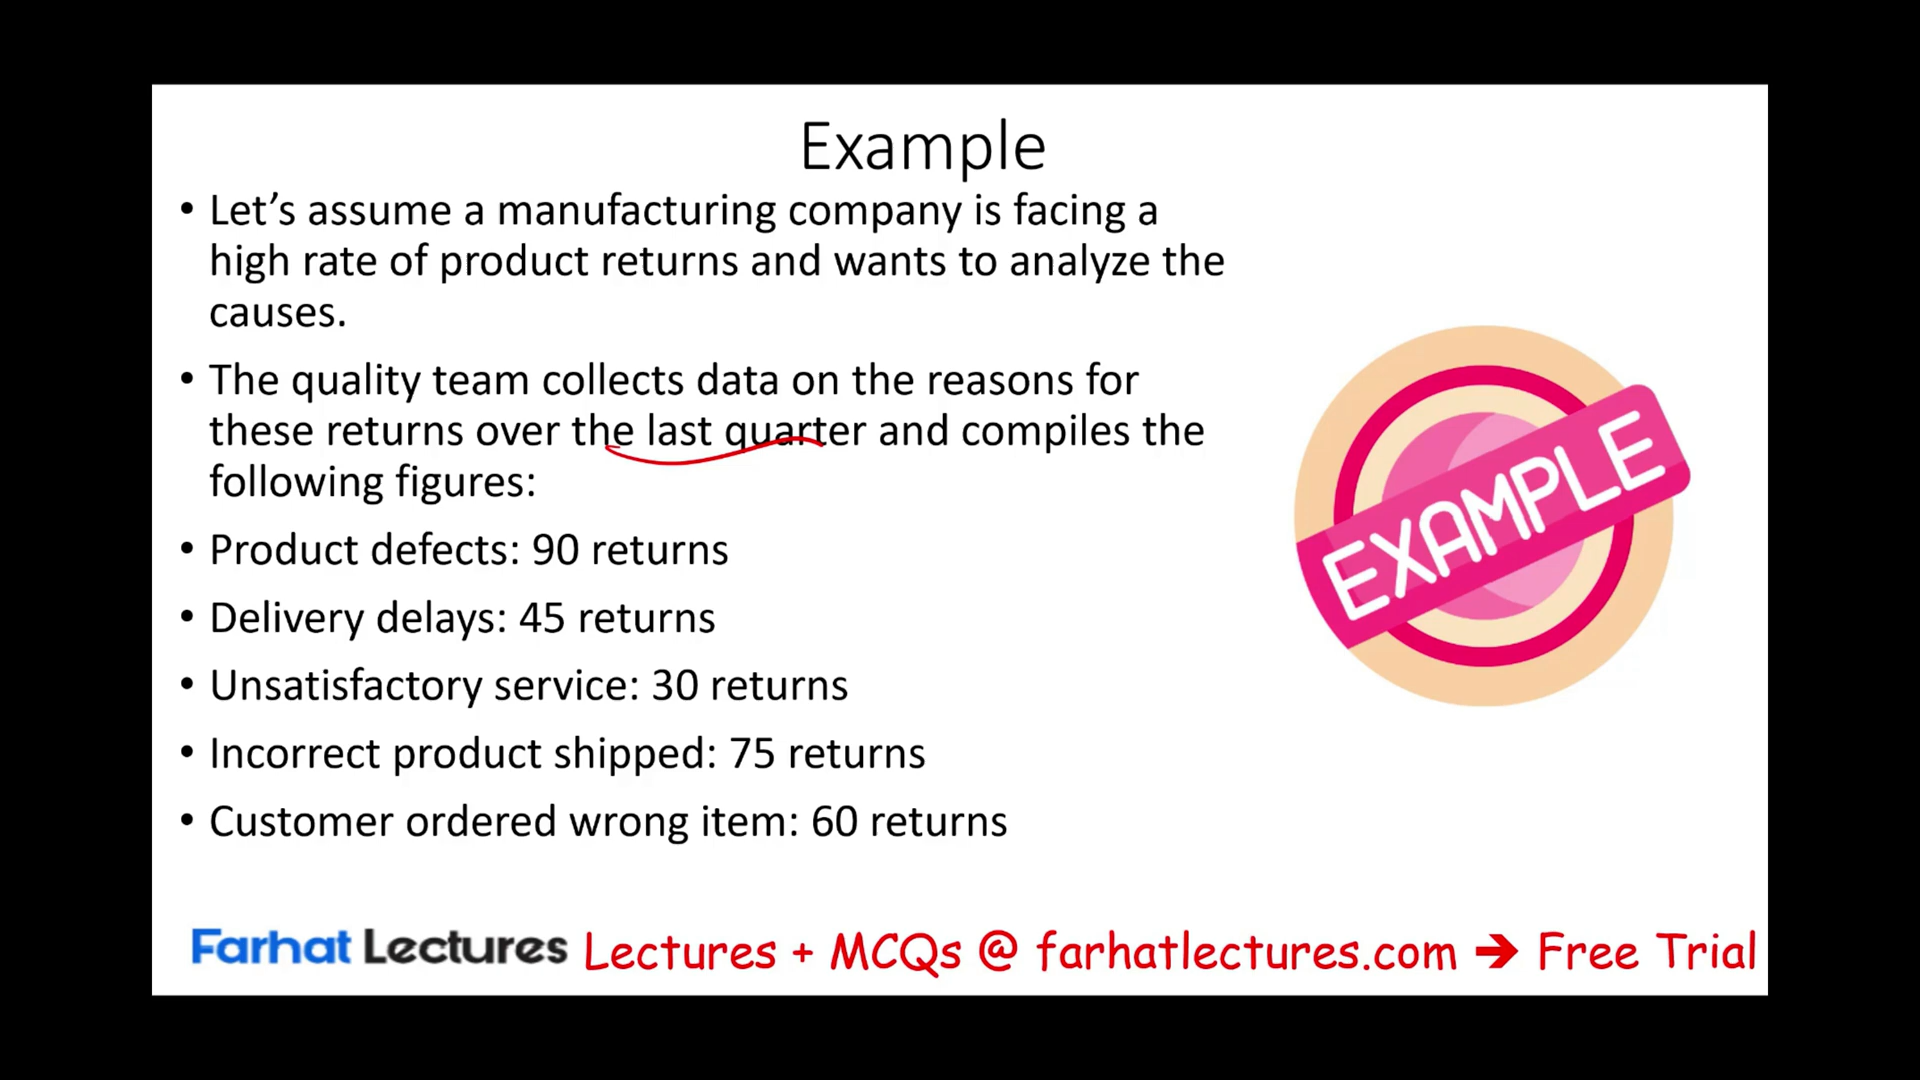 Example
• Let’s assume a manufacturing company is facing a
high rate of product returns and wants to analyze the
causes.
• The quality team collects data on the reasons for
these returns over the last quarter and compiles the
following figures:
• Product defects: 90 returns
• Delivery delays: 45 returns
• Unsatisfactory service: 30 returns
• Incorrect product shipped: 75 returns
• Customer ordered wrong item: 60 returns
EXAMPLE
Farhat Lectures Lectures + MCQs @ farhatlectures.com ➔ Free Trial